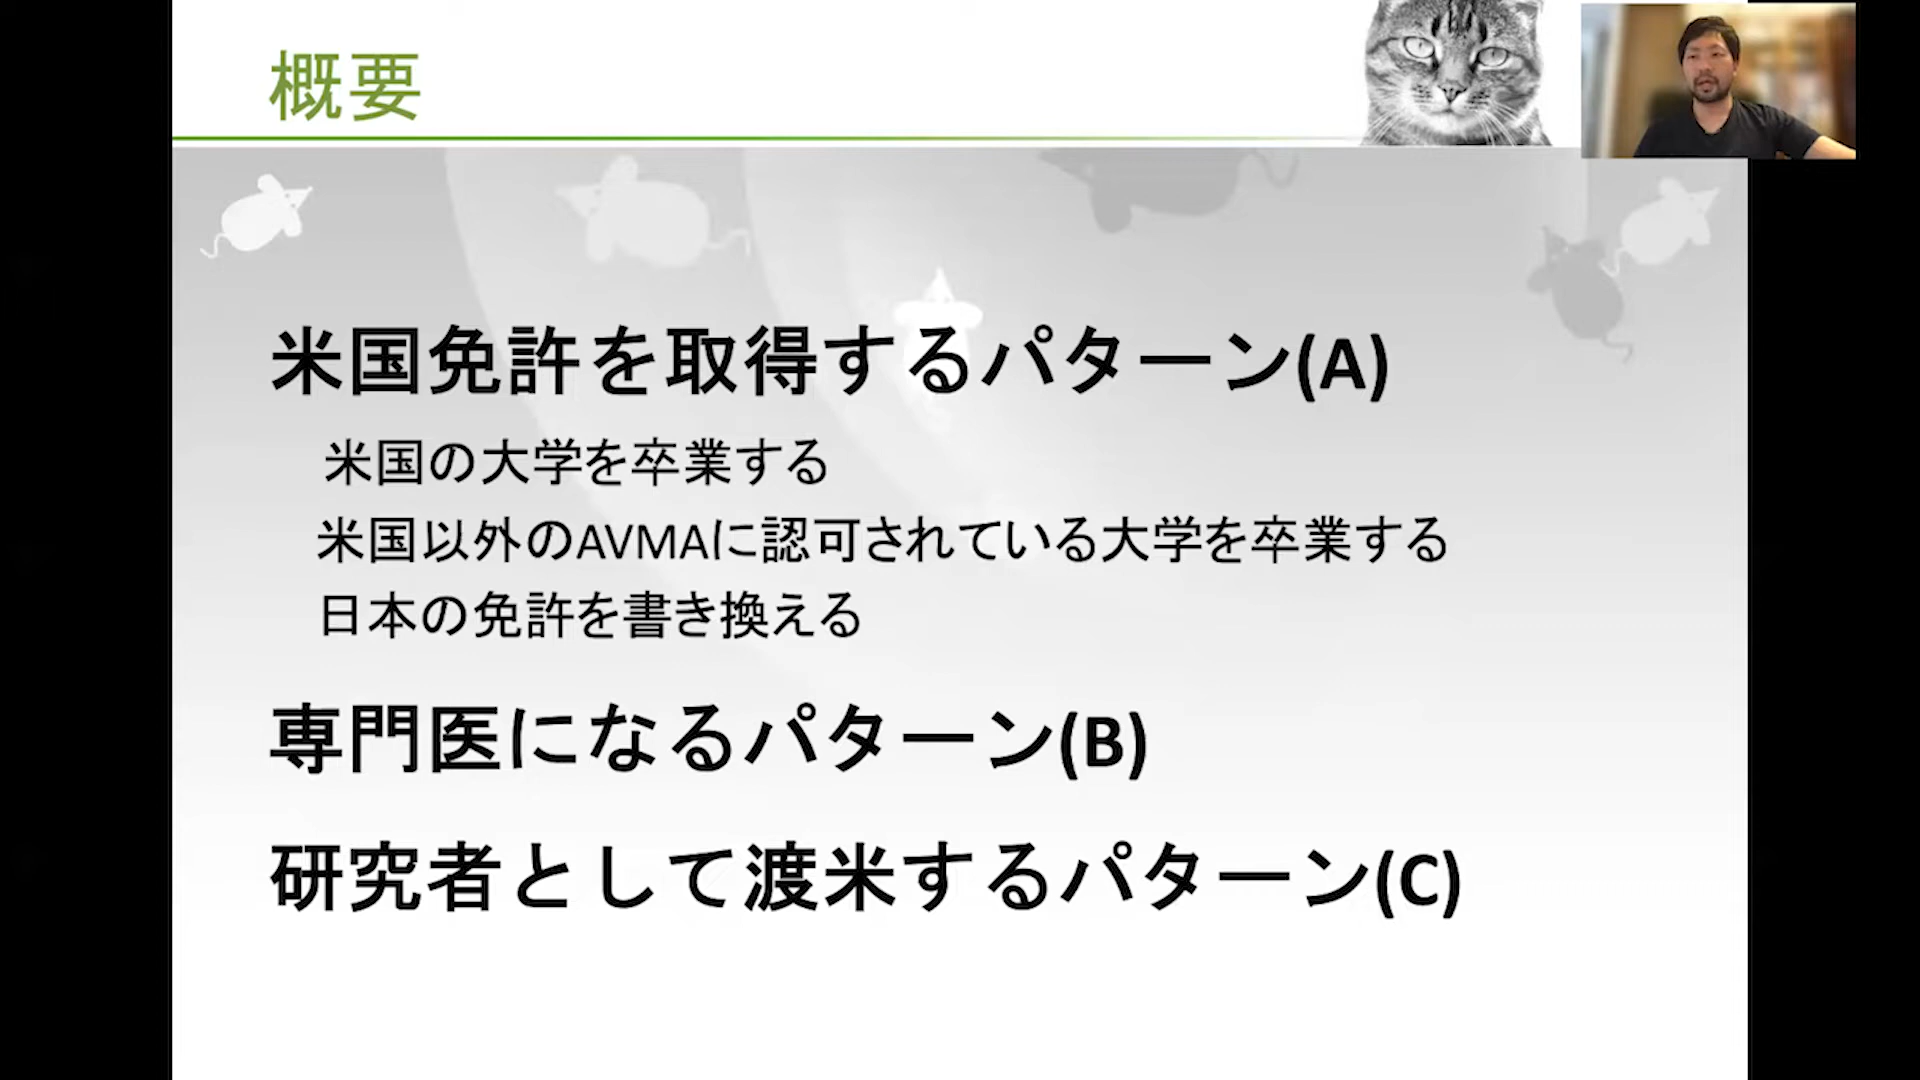 概要
米国免許を取得するパターン(A)
米国の大学を卒業する
米国以外のAVMAに認可されている大学を卒業する
日本の免許を書き換える
専門医になるパターン(B)
研究者として渡米するパターン(C)